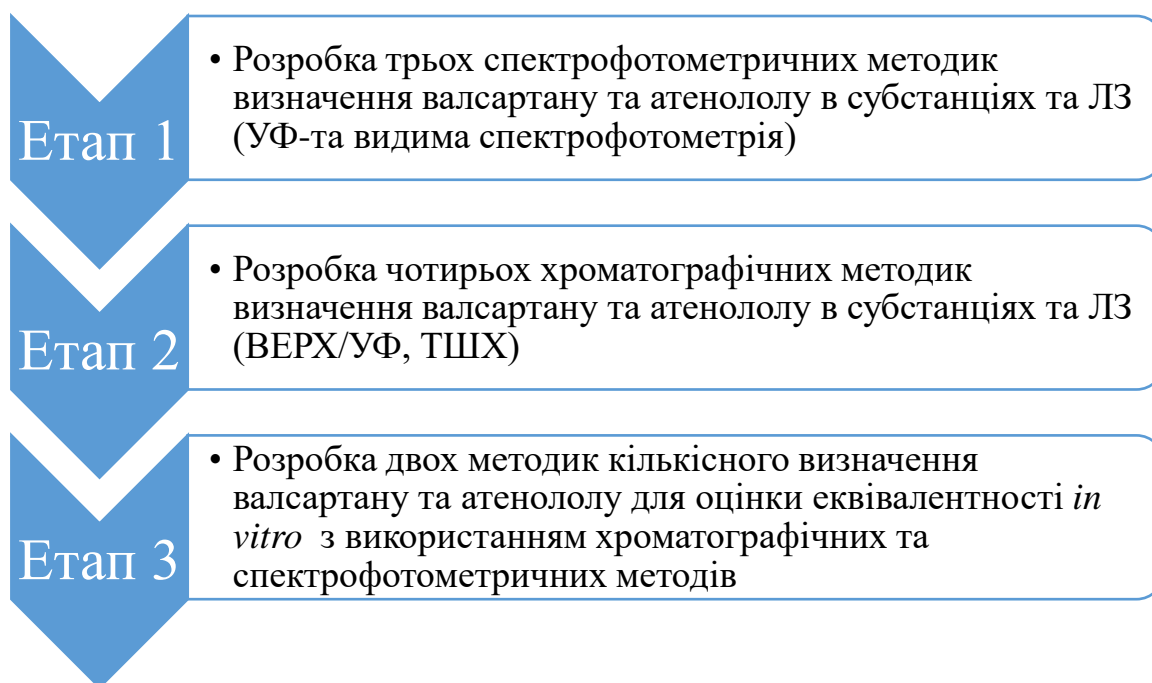 Етап 1
• Розробка трьох спектрофотометричних методик
визначення валсартану та атенололу в субстанціях та ЛЗ
(УФ-та видима спектрофотометрія)
Етап 2
• Розробка чотирьох хроматографічних методик
визначення валсартану та атенололу в субстанціях та ЛЗ
(ВЕРХ/УФ, ТШХ)
Етап 3
• Розробка двох методик кількісного визначення
валсартану та атенололу для оцінки еквівалентності in
vitro з використанням хроматографічних та
спектрофотометричних методів